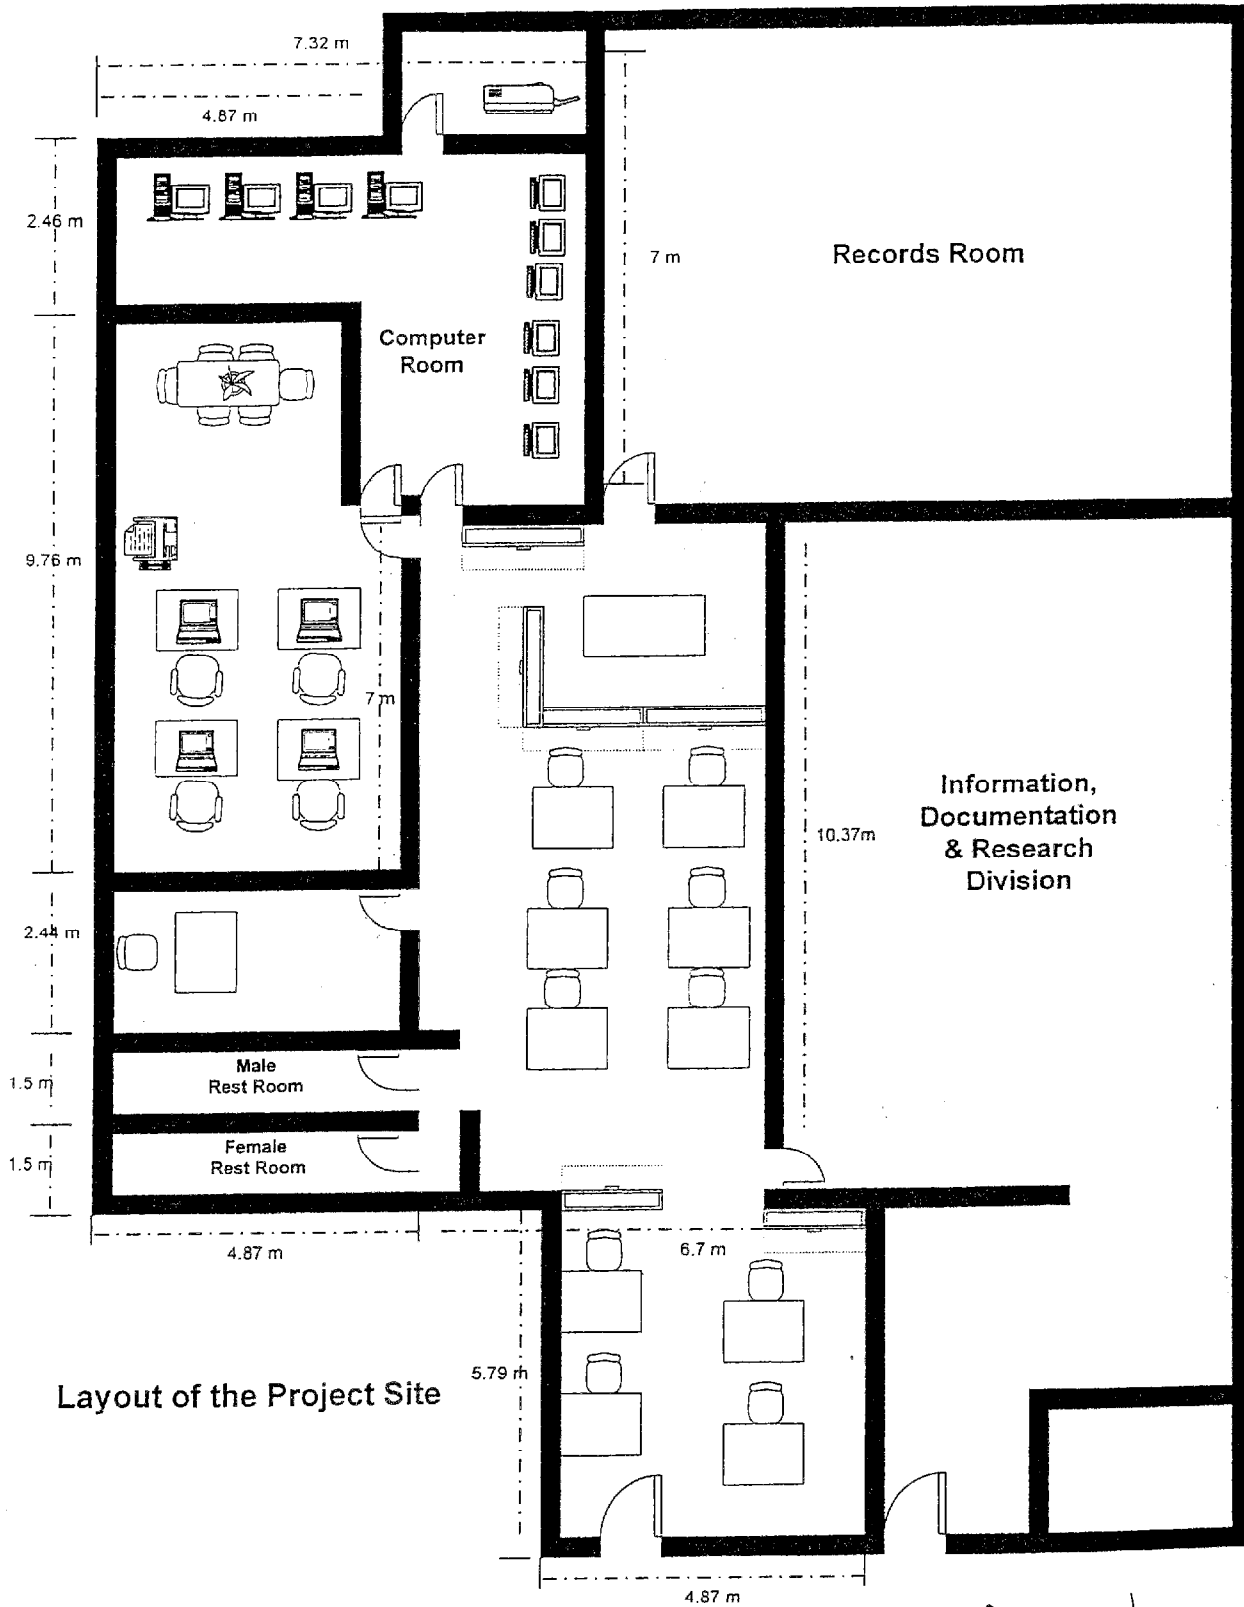 7.32 m
4.87 m
2.46 m
7 m
Records Room
Computer
Room
9.76 m
7 m
Information,
Documentation
& Research
Division
10.37m
2.44 m
Male
Rest Room
1.5 m
Female
Rest Room
1.5 m
4.87 m
6.7 m
5.79 m
Layout of the Project Site
4.87 m